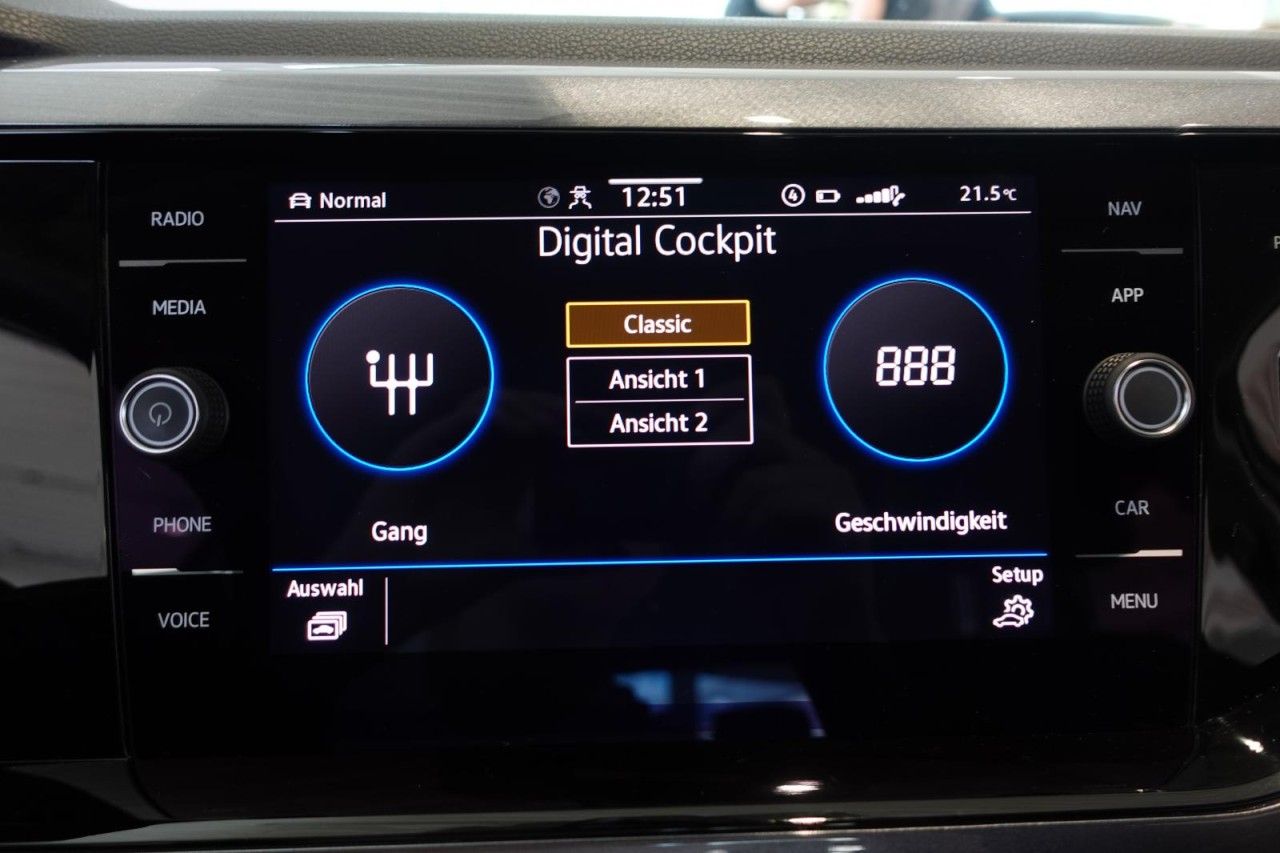 Normal 12:51 4 21.5°C
RADIO
NAV
Digital Cockpit
MEDIA
APP
Classic
Ansicht 1
888
Ansicht 2
PHONE
Gang
Geschwindigkeit
CAR
Auswahl
Setup
VOICE
MENU